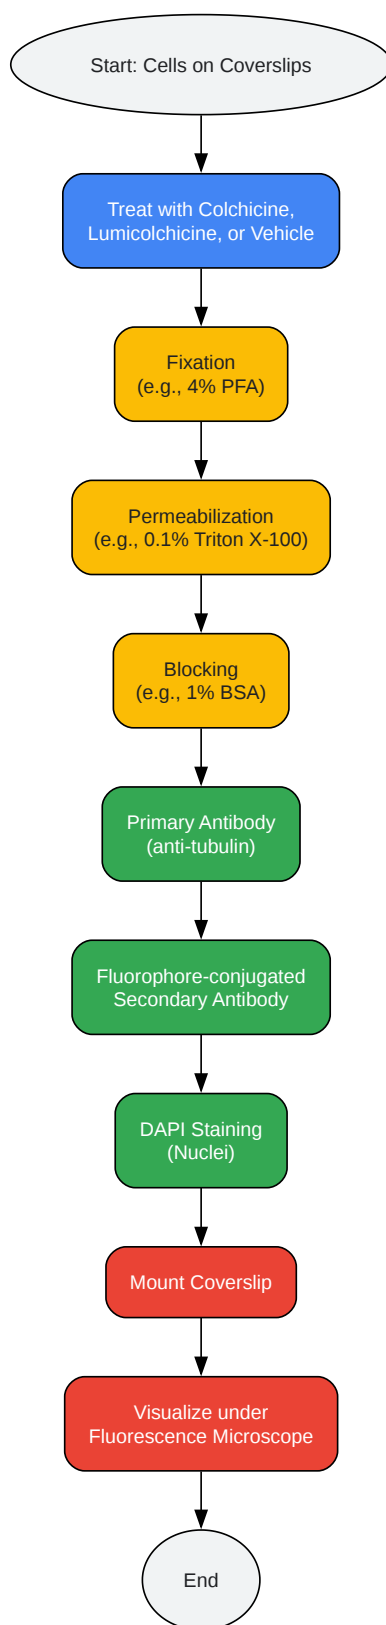 Start: Cells on Coverslips
Treat with Colchicine,
Lumicolchicine, or Vehicle
Fixation
(e.g., 4% PFA)
Permeabilization
(e.g., 0.1% Triton X-100)
Blocking
(e.g., 1% BSA)
Primary Antibody
(anti-tubulin)
Fluorophore-conjugated
Secondary Antibody
DAPI Staining
(Nuclei)
Mount Coverslip
Visualize under
Fluorescence Microscope
End